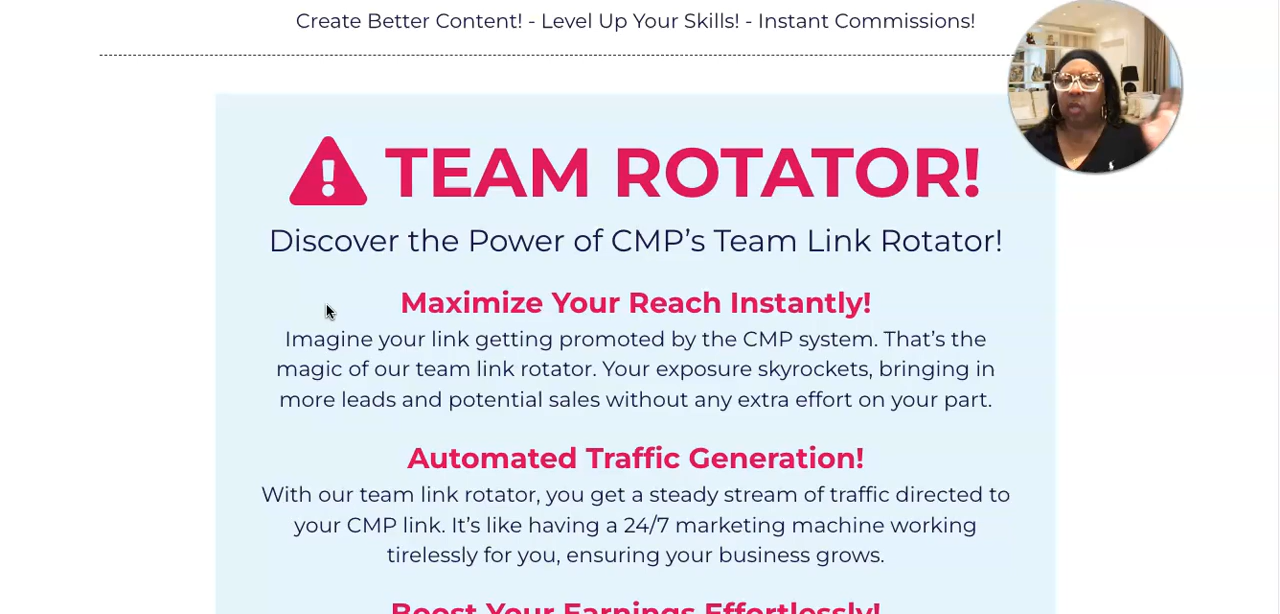 Create Better Content! - Level Up Your Skills! - Instant Commissions!
TEAM ROTATOR!
Discover the Power of CMP’s Team Link Rotator!
Maximize Your Reach Instantly!
Imagine your link getting promoted by the CMP system. That’s the
magic of our team link rotator. Your exposure skyrockets, bringing in
more leads and potential sales without any extra effort on your part.
Automated Traffic Generation!
With our team link rotator, you get a steady stream of traffic directed to
your CMP link. It’s like having a 24/7 marketing machine working
tirelessly for you, ensuring your business grows.
Boost Your Earnings Effortlessly!